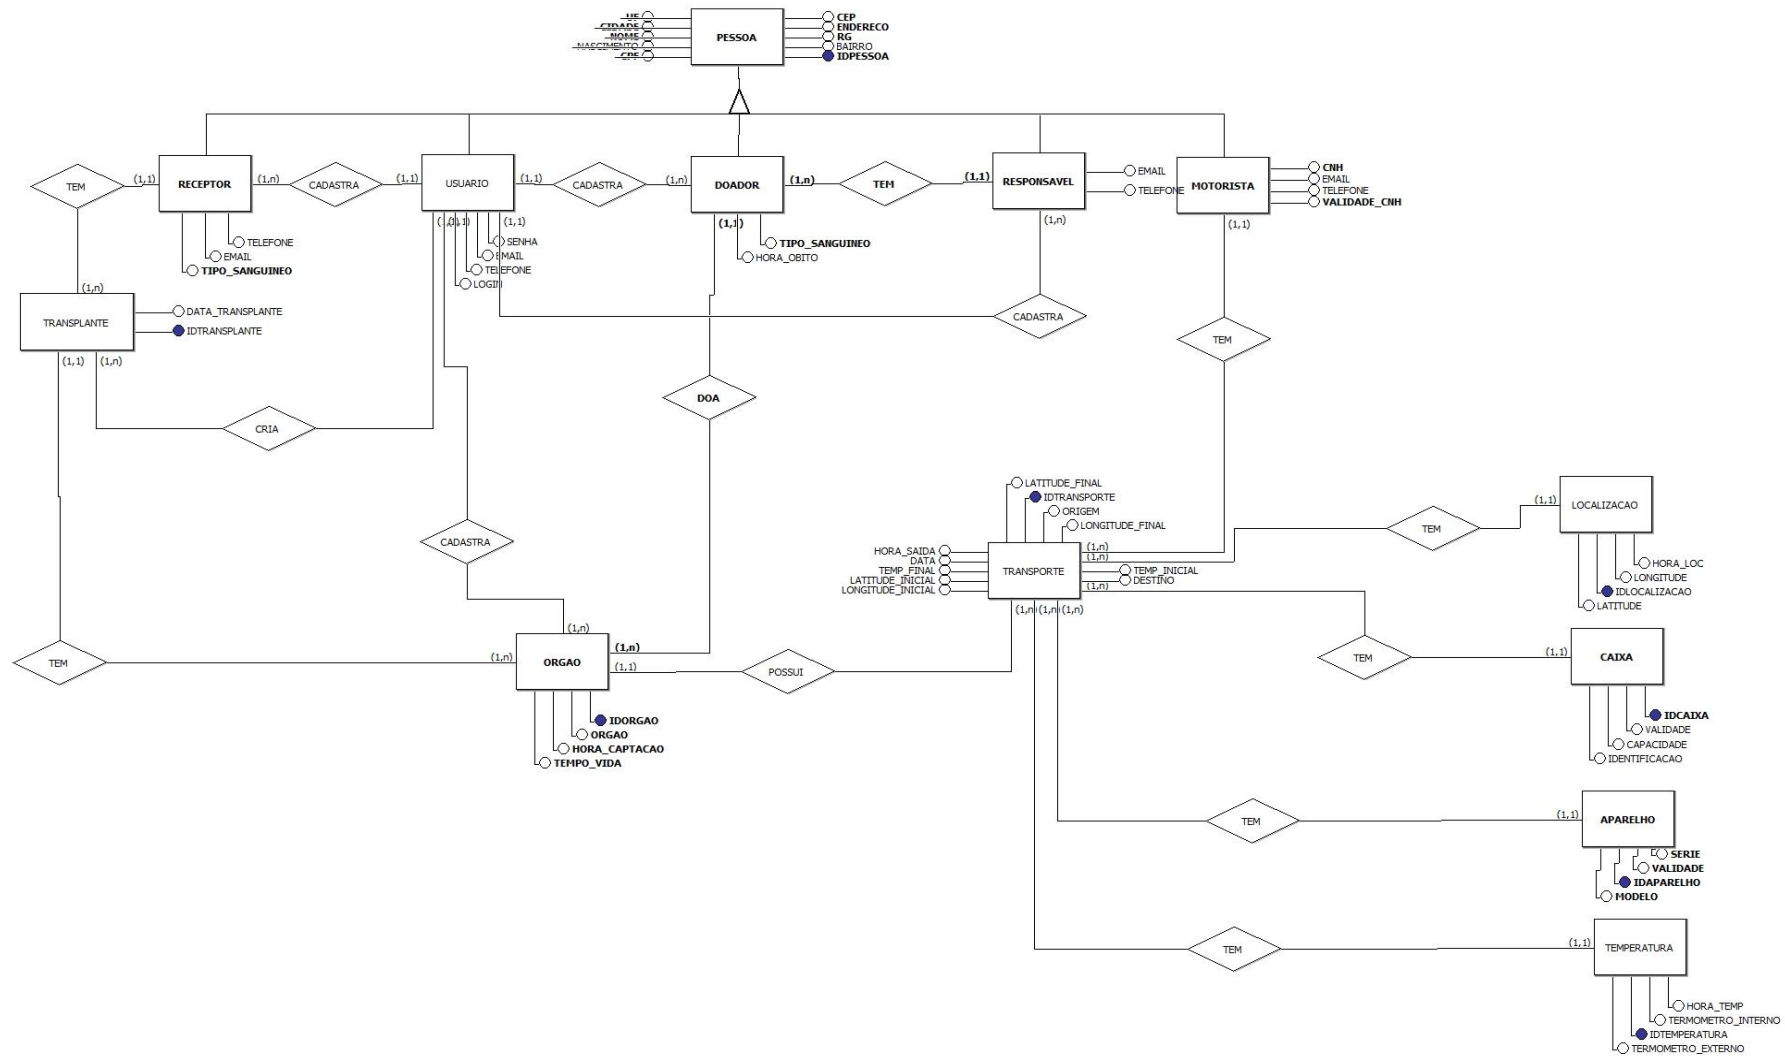 UF
CIDADE
NOME
NASCIMENTO
CPF
PESSOA
CEP
ENDERECO
RG
BAIRRO
IDPESSOA
TEM
(1,1)
RECEPTOR
(1,n)
CADASTRA
(1,1)
USUARIO
(1,1)
CADASTRA
(1,n)
DOADOR
(1,n)
TEM
(1,1)
RESPONSAVEL
EMAIL
TELEFONE
MOTORISTA
CNH
EMAIL
TELEFONE
VALIDADE_CNH
TELEFONE
EMAIL
TIPO_SANGUINEO
(1,1)
(1,1)
SENHA
EMAIL
TELEFONE
LOGIN
(1,1)
TIPO_SANGUINEO
HORA_OBITO
(1,n)
(1,1)
(1,n)
TRANSPLANTE
DATA_TRANSPLANTE
IDTRANSPLANTE
(1,1)
(1,n)
CADASTRA
TEM
DOA
CRIA
CADASTRA
LATITUDE_FINAL
IDTRANSPORTE
ORIGEM
LONGITUDE_FINAL
HORA_SAIDA
DATA
TEMP_FINAL
LATITUDE_INICIAL
LONGITUDE_INICIAL
TRANSPORTE
(1,n)
(1,n)
TEMP_INICIAL
DESTINO
(1,n)
(1,n)
(1,n)
(1,n)
TEM
(1,1)
LOCALIZACAO
HORA_LOC
LONGITUDE
IDLOCALIZACAO
LATITUDE
TEM
(1,n)
(1,n)
ORGAO
(1,n)
(1,1)
POSSUI
IDORGAO
ORGAO
HORA_CAPTACAO
TEMPO_VIDA
TEM
(1,1)
CAIXA
IDCAIXA
VALIDADE
CAPACIDADE
IDENTIFICACAO
TEM
(1,1)
APARELHO
SERIE
VALIDADE
IDAPARELHO
MODELO
TEM
(1,1)
TEMPERATURA
HORA_TEMP
TERMOMETRO_INTERNO
IDTEMPERATURA
TERMOMETRO_EXTERNO